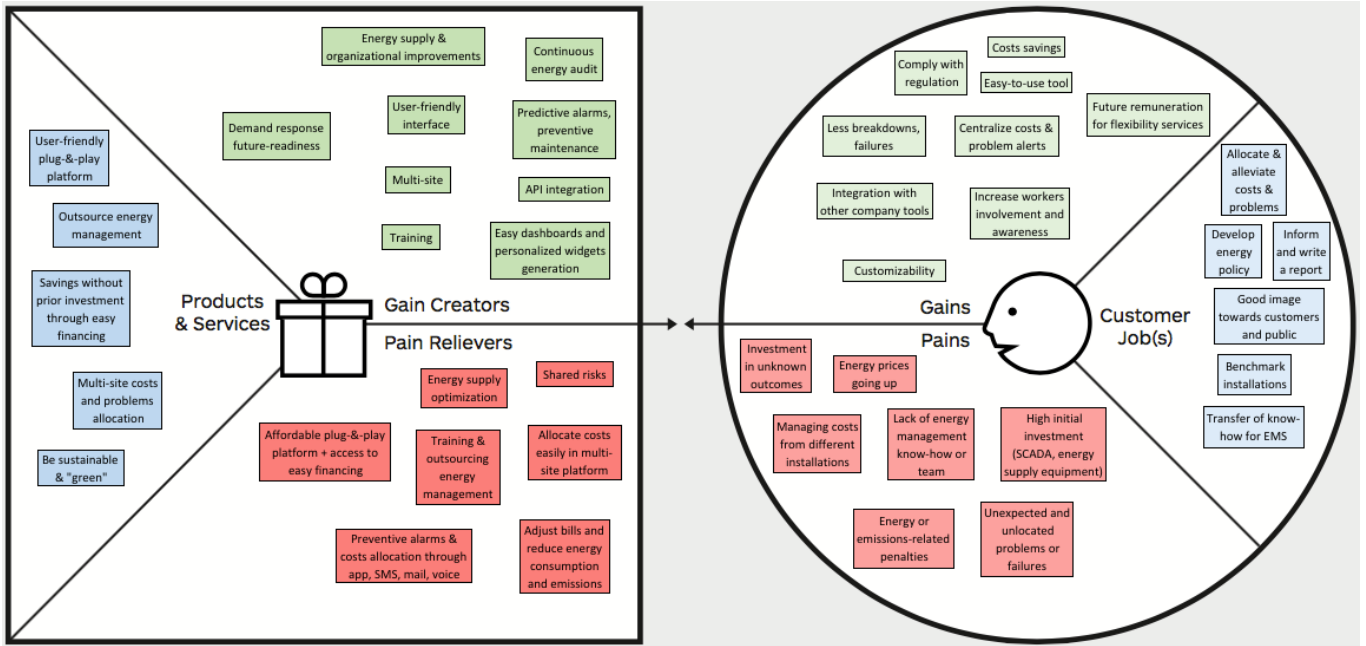 Energy supply &
organizational improvements
Continuous
energy audit
User-friendly
interface
Predictive alarms,
preventive
maintenance
Demand response
future-readiness
Multi-site
API integration
Training
Easy dashboards and
personalized widgets
generation
Gain Creators
User-friendly
plug-&-play
platform
Outsource energy
management
Savings without
prior investment
through easy
financing
Multi-site costs
and problems
allocation
Be sustainable
& "green"
Products
& Services
Pain Relievers
Energy supply
optimization
Shared risks
Affordable plug-&-play
platform + access to
easy financing
Training &
outsourcing
energy
management
Allocate costs
easily in multi-
site platform
Preventive alarms &
costs allocation through
app, SMS, mail, voice
Adjust bills and
reduce energy
consumption
and emissions
Costs savings
Comply with
regulation
Easy-to-use tool
Future remuneration
for flexibility services
Less breakdowns,
failures
Centralize costs &
problem alerts
Integration with
other company tools
Increase workers
involvement and
awareness
Customizability
Gains
Pains
Investment
in unknown
outcomes
Energy prices
going up
Managing costs
from different
installations
Lack of energy
management
know-how or
team
High initial
investment
(SCADA, energy
supply equipment)
Energy or
emissions-related
penalties
Unexpected and
unlocated
problems or
failures
Customer
Job(s)
Allocate &
alleviate
costs &
problems
Develop
energy
policy
Inform
and write
a report
Good image
towards customers
and public
Benchmark
installations
Transfer of know-
how for EMS